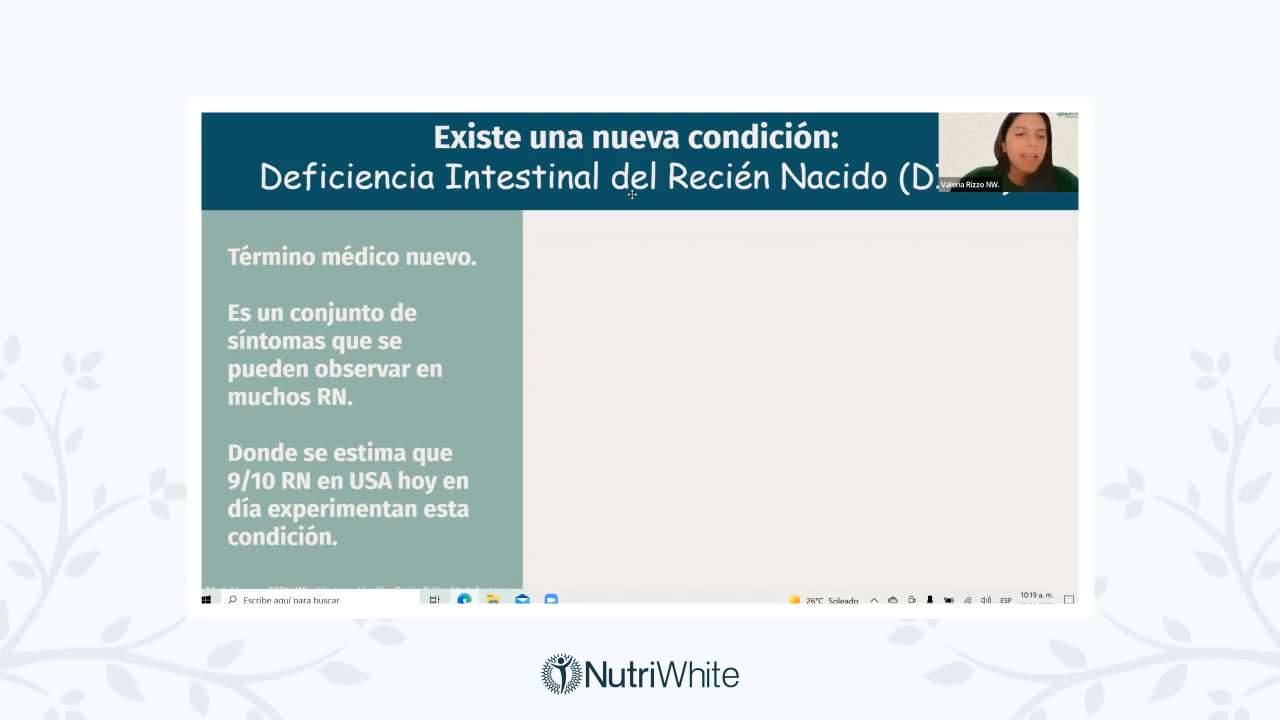 Existe una nueva condición:
Deficiencia Intestinal del Recién Nacido
Valeria Rizzo NW.
Término médico nuevo.
Es un conjunto de
síntomas que se
pueden observar en
muchos RN.
Donde se estima que
9/10 RN en USA hoy en
día experimentan esta
condición.
Escribe aquí para buscar
26°C Soleado
ESP
10:19 a. m.
NutriWhite